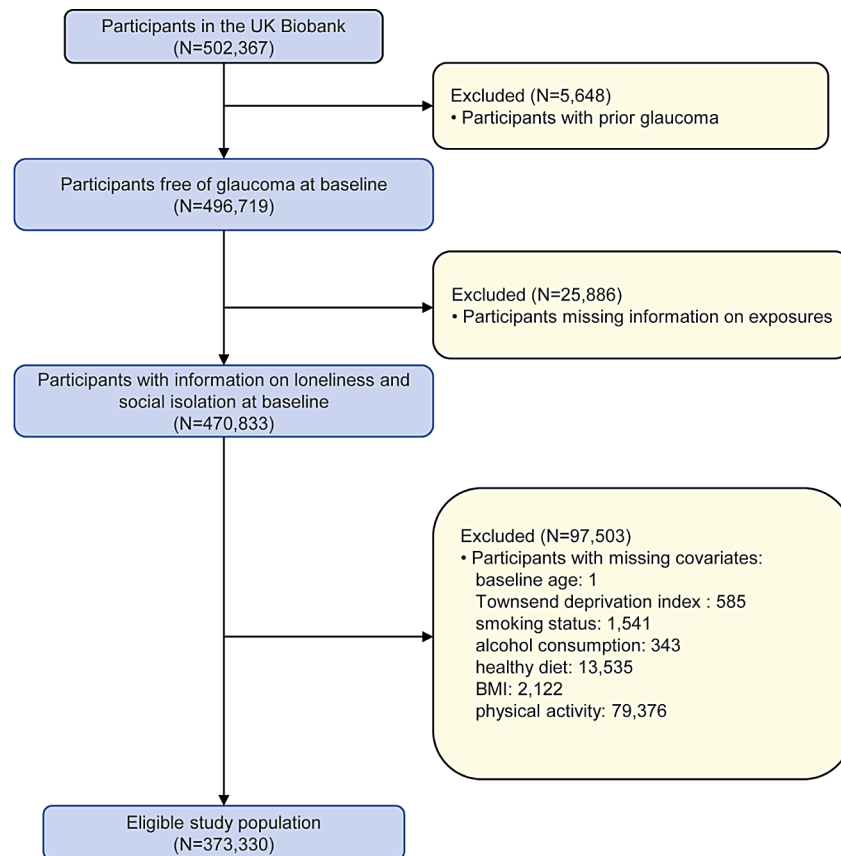 Participants in the UK Biobank
(N=502,367)
Excluded (N=5,648)
• Participants with prior glaucoma
Participants free of glaucoma at baseline
(N=496,719)
Excluded (N=25,886)
• Participants missing information on exposures
Participants with information on loneliness and
social isolation at baseline
(N=470,833)
Excluded (N=97,503)
• Participants with missing covariates:
baseline age: 1
Townsend deprivation index : 585
smoking status: 1,541
alcohol consumption: 343
healthy diet: 13,535
BMI: 2,122
physical activity: 79,376
Eligible study population
(N=373,330)